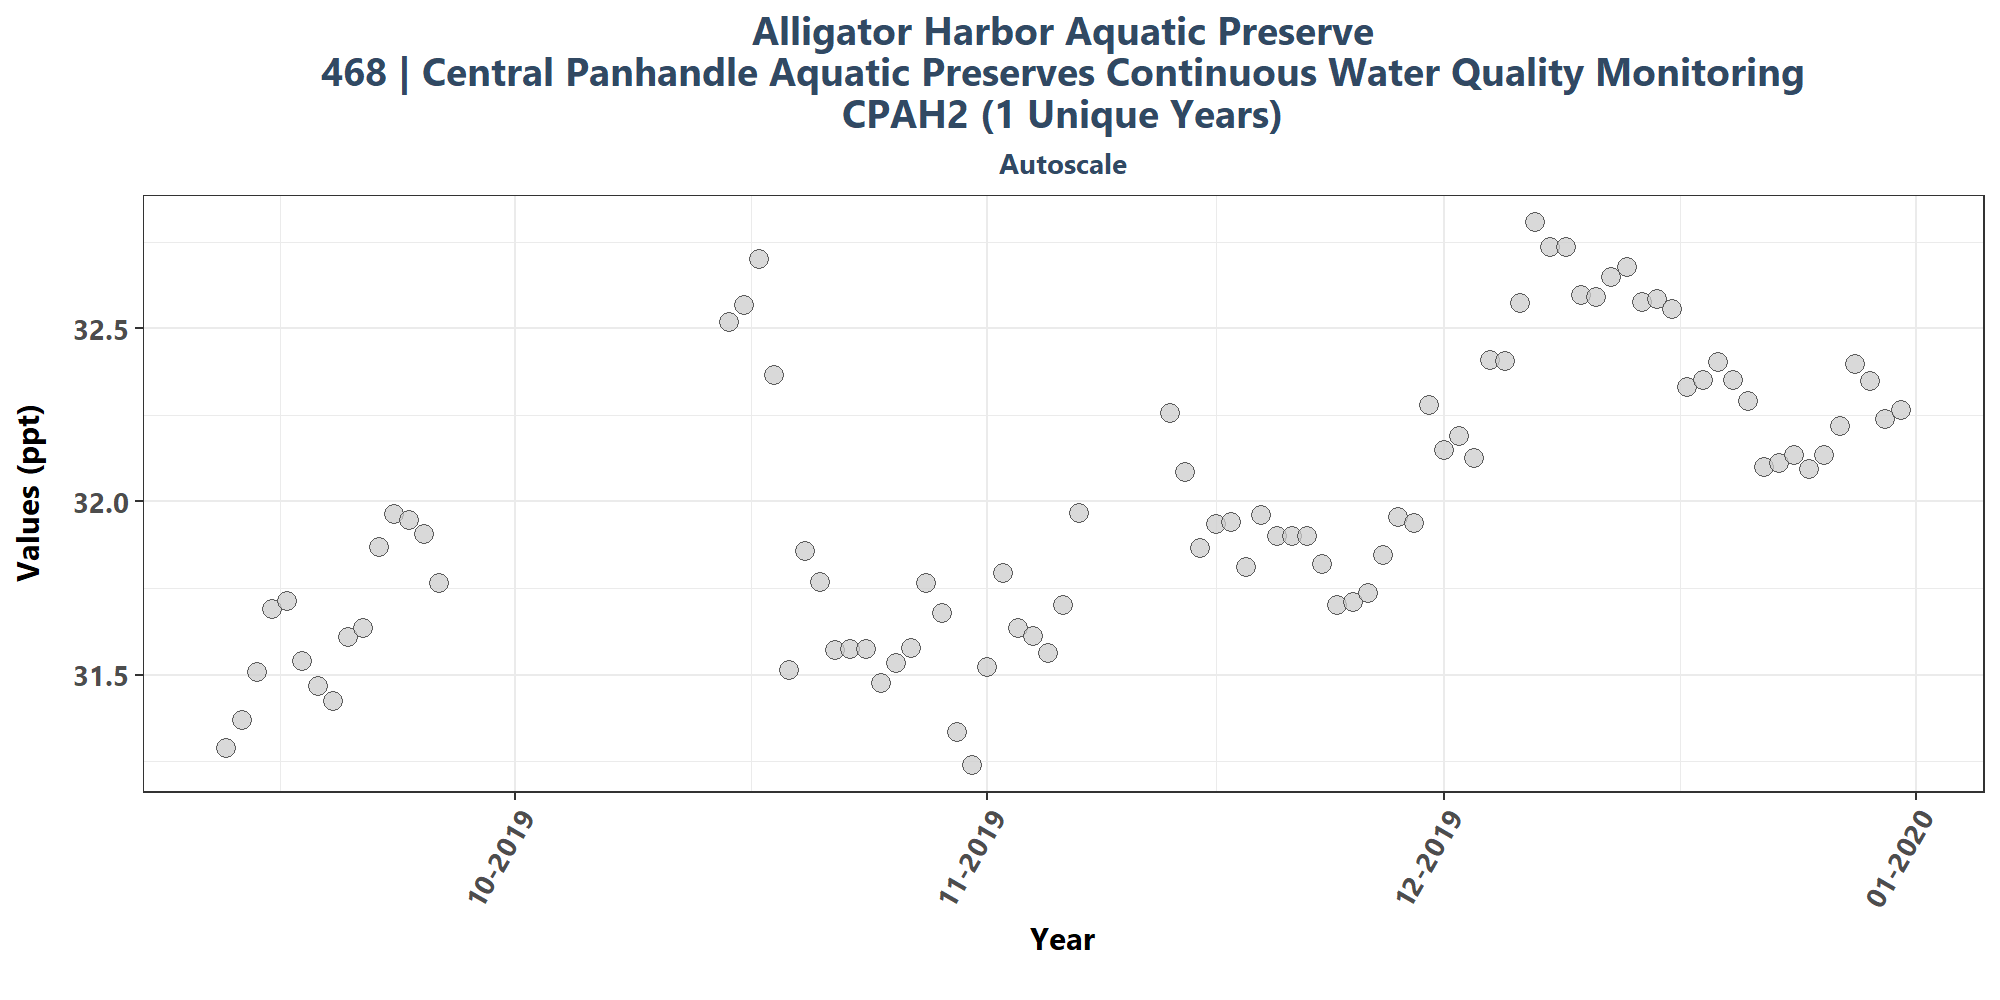 Alligator Harbor Aquatic Preserve
468 | Central Panhandle Aquatic Preserves Continuous Water Quality Monitoring
CPAH2 (1 Unique Years)
Autoscale
Values (ppt)
32.5
32.0
31.5
10-2019
11-2019
12-2019
01-2020
Year